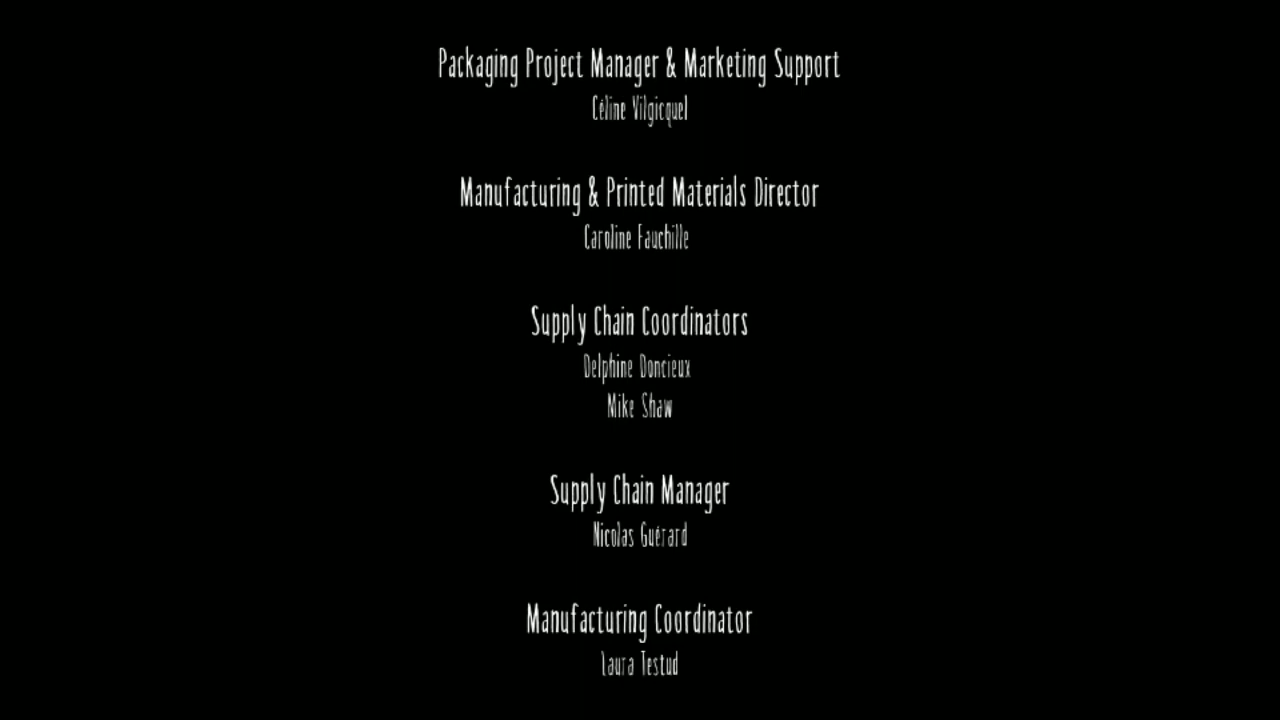 Packaging Project Manager & Marketing Support
Céline Vilgicquel
Manufacturing & Printed Materials Director
Caroline Fauchille
Supply Chain Coordinators
Delphine Doncieux
Mike Shaw
Supply Chain Manager
Nicolas Guérard
Manufacturing Coordinator
Laura Testud